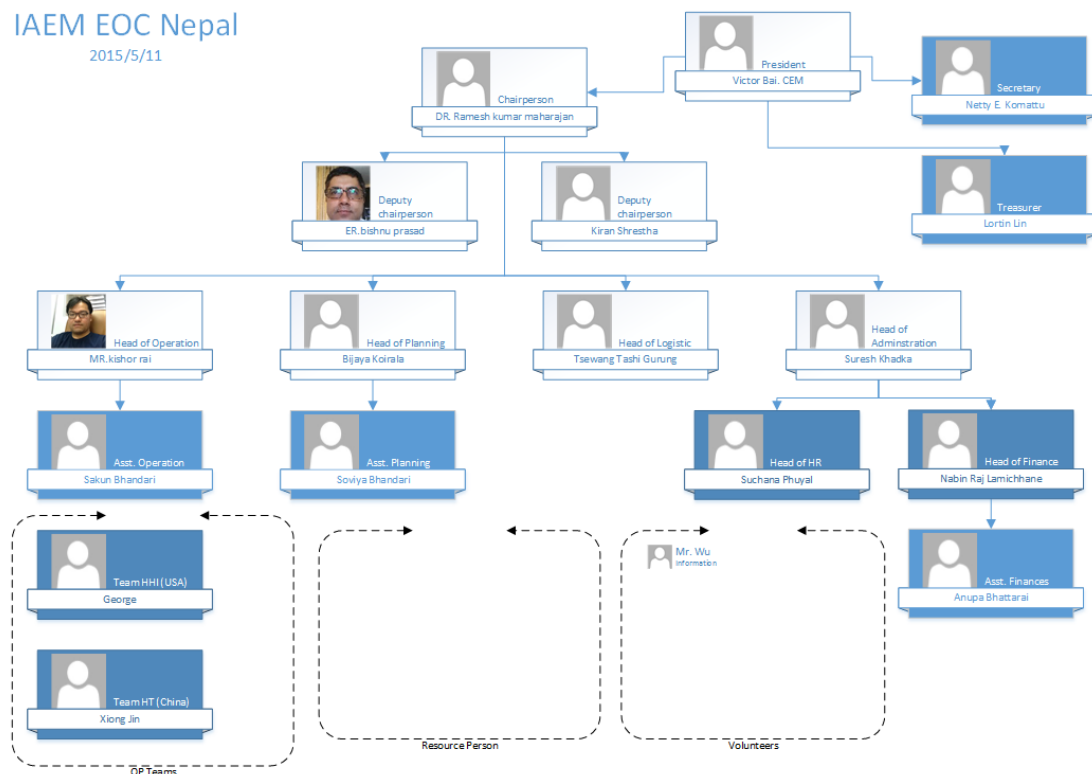 IAEM EOC Nepal
2015/5/11
President
Victor Bai. CEM
Chairperson
DR. Ramesh kumar maharajan
Secretary
Netty E. Komattu
Treasurer
Lortin Lin
Deputy
chairperson
ER.bishnu prasad
Deputy
chairperson
Kiran Shrestha
Head of Operation
MR.kishor rai
Head of Planning
Bijaya Koirala
Head of Logistic
Tsewang Tashi Gurung
Head of
Adminstration
Suresh Khadka
Asst. Operation
Sakun Bhandari
Asst. Planning
Soviya Bhandari
Head of HR
Suchana Phuyal
Head of Finance
Nabin Raj Lamichhane
Team HHI (USA)
George
Mr. Wu
information
Asst. Finances
Anupa Bhattarai
Team HT (China)
Xiong Jin
OP Teams
Resource Person
Volunteers